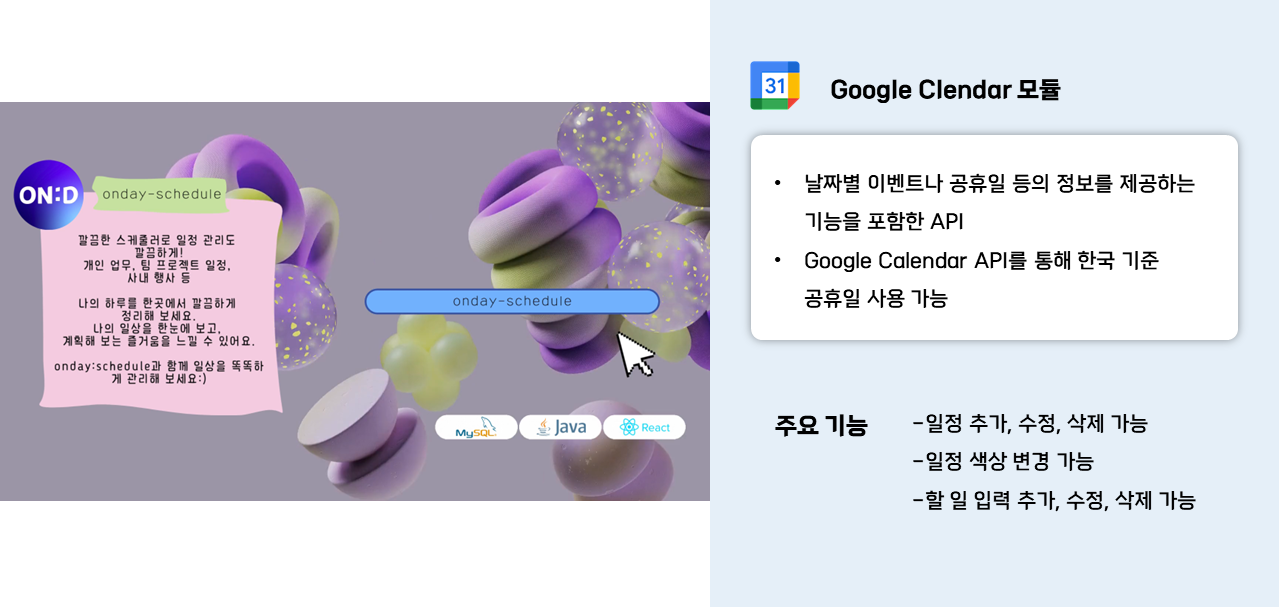 ON:D
onday-schedule
깔끔한 스케줄러로 일정 관리도
깔끔하게!
개인 업무, 팀 프로젝트 일정,
사내 행사 등
나의 하루를 한곳에서 깔끔하게
정리해 보세요.
나의 일상을 한눈에 보고,
계획해 보는 즐거움을 느낄 수 있어요.
onday:schedule과 함께 일상을 똑똑하
게 관리해 보세요:)
onday-schedule
MySQL
Java
React
31
Google Clendar 모듈
• 날짜별 이벤트나 공휴일 등의 정보를 제공하는
기능을 포함한 API
• Google Calendar API를 통해 한국 기준
공휴일 사용 가능
주요 기능
-일정 추가, 수정, 삭제 가능
-일정 색상 변경 가능
-할 일 입력 추가, 수정, 삭제 가능